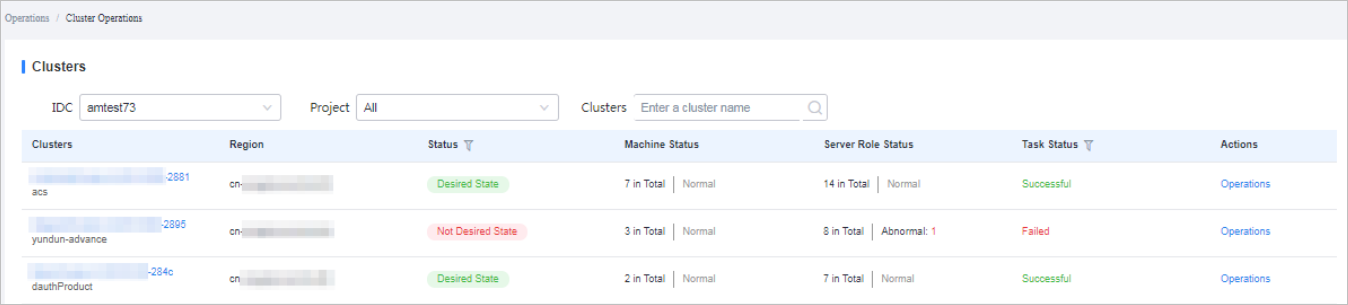 Operations / Cluster Operations
Clusters
IDC amtest73 Project All Clusters Enter a cluster name
Clusters Region Status Machine Status Server Role Status Task Status Actions
-2881 cn- Desired State 7 in Total Normal 14 in Total Normal Successful Operations
acs
-2895 cn- Not Desired State 3 in Total Normal 8 in Total Abnormal: 1 Failed Operations
yundun-advance
-284c cn- Desired State 2 in Total Normal 7 in Total Normal Successful Operations
dauthProduct